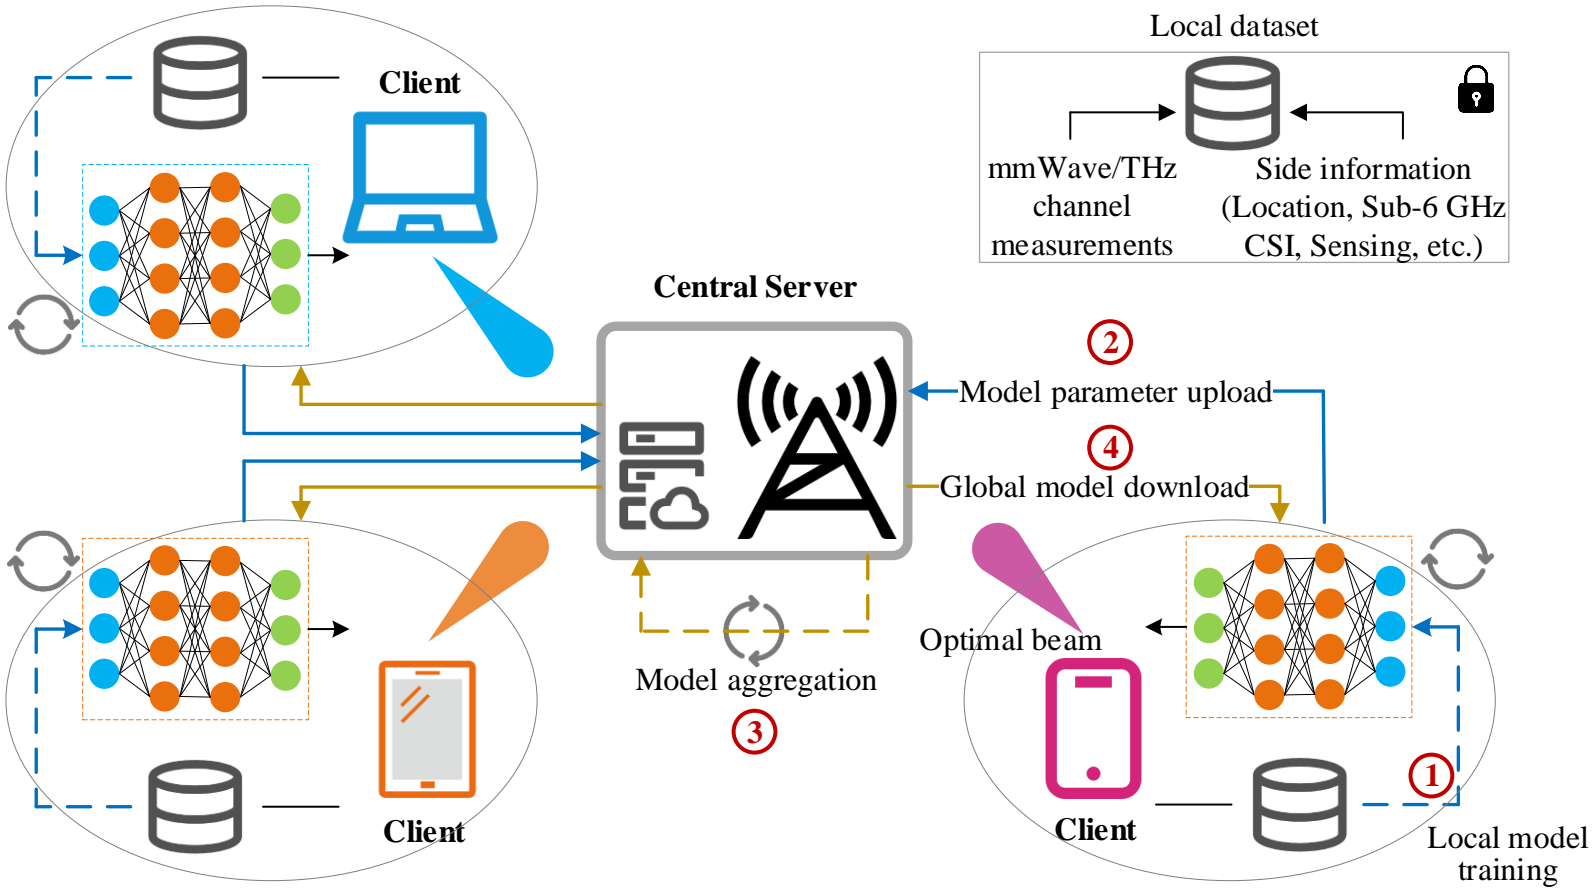 Local dataset
Client
mmWave/THz
channel
measurements
Side information
(Location, Sub-6 GHz
CSI, Sensing, etc.)
Central Server
2
Model parameter upload
4
Global model download
Optimal beam
Model aggregation
3
1
Client
Client
Local model
training